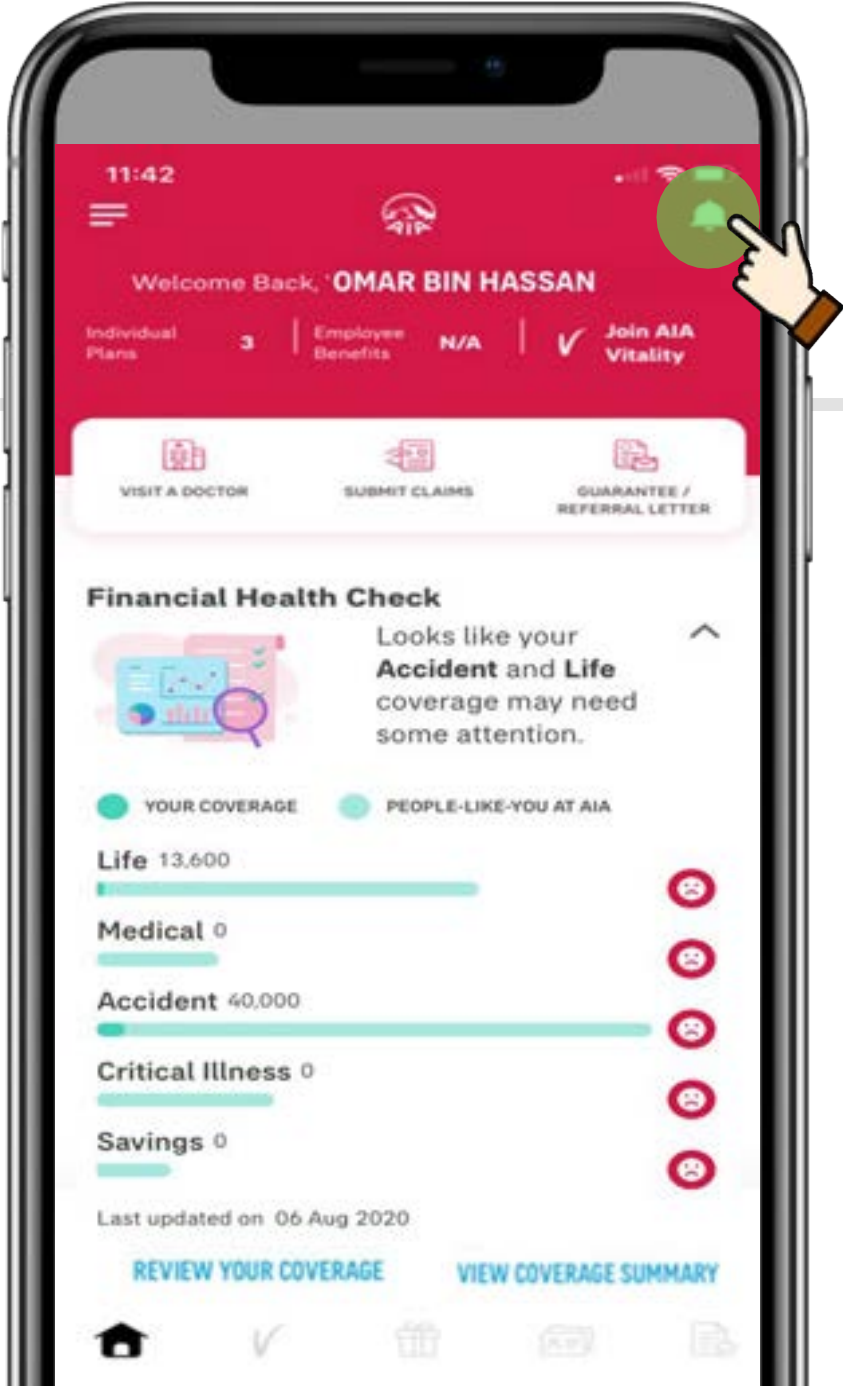 11:42
AIA
Welcome Back, 'OMAR BIN HASSAN
Individual Plans
3
Employee Benefits
N/A
Join AIA Vitality
VISIT A DOCTOR
SUBMIT CLAIMS
GUARANTEE / REFERRAL LETTER
Financial Health Check
Looks like your
Accident and Life
coverage may need
some attention.
YOUR COVERAGE
PEOPLE-LIKE-YOU AT AIA
Life 13,600
Medical 0
Accident 40,000
Critical Illness 0
Savings 0
Last updated on 06 Aug 2020
REVIEW YOUR COVERAGE
VIEW COVERAGE SUMMARY